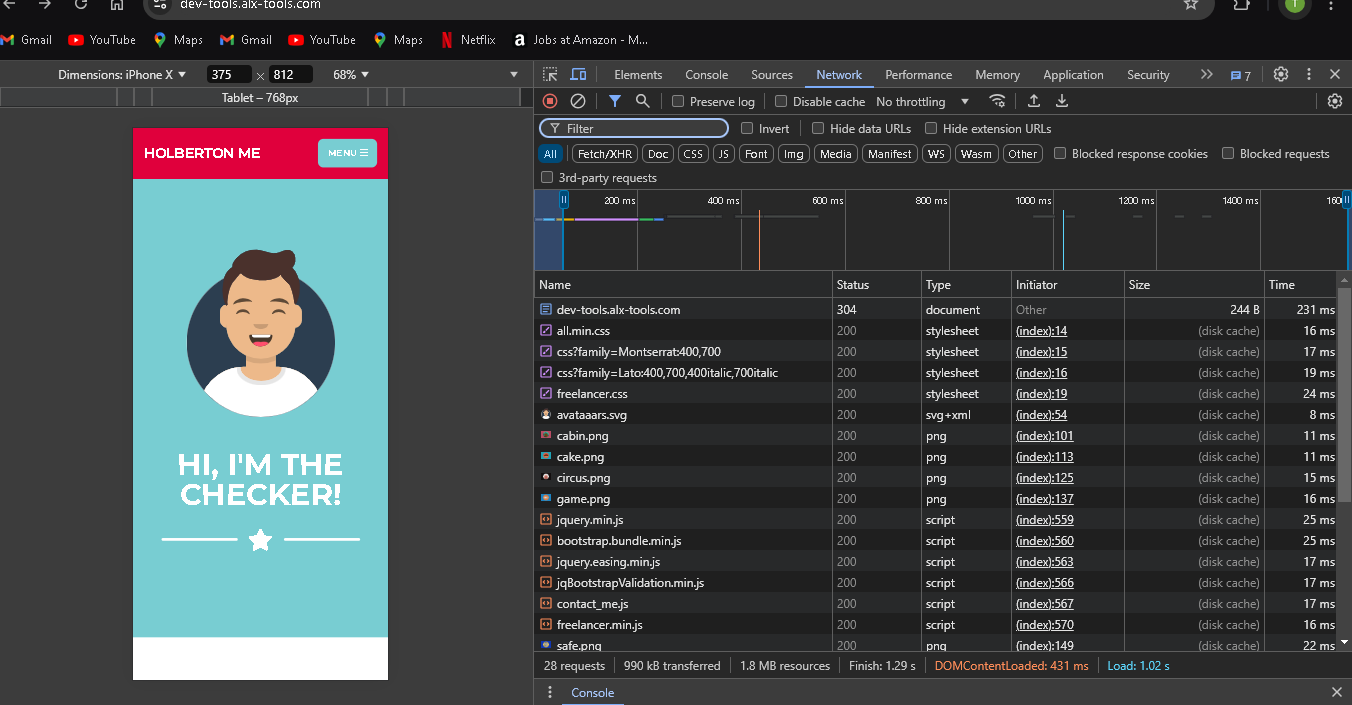 dev-tools.alx-tools.com
Gmail YouTube Maps Gmail YouTube Maps Netflix Jobs at Amazon - M...
Dimensions: iPhone X 375 × 812 68%
Tablet – 768px
HOLBERTON ME MENU
HI, I'M THE
CHECKER!
Elements Console Sources Network Performance Memory Application Security 7
Preserve log Disable cache No throttling
Filter Invert Hide data URLs Hide extension URLs
All Fetch/XHR Doc CSS JS Font Img Media Manifest WS Wasm Other Blocked response cookies Blocked requests
3rd-party requests
200 ms 400 ms 600 ms 800 ms 1000 ms 1200 ms 1400 ms 160
Name Status Type Initiator Size Time
dev-tools.alx-tools.com 304 document Other 244 B 231 ms
all.min.css 200 stylesheet (index):14 (disk cache) 16 ms
css?family=Montserrat:400,700 200 stylesheet (index):15 (disk cache) 17 ms
css?family=Lato:400,700,400italic,700italic 200 stylesheet (index):16 (disk cache) 19 ms
freelancer.css 200 stylesheet (index):19 (disk cache) 24 ms
avataaars.svg 200 svg+xml (index):54 (disk cache) 8 ms
cabin.png 200 png (index):101 (disk cache) 11 ms
cake.png 200 png (index):113 (disk cache) 11 ms
circus.png 200 png (index):125 (disk cache) 15 ms
game.png 200 png (index):137 (disk cache) 16 ms
jquery.min.js 200 script (index):559 (disk cache) 25 ms
bootstrap.bundle.min.js 200 script (index):560 (disk cache) 25 ms
jquery.easing.min.js 200 script (index):563 (disk cache) 17 ms
jqBootstrapValidation.min.js 200 script (index):566 (disk cache) 17 ms
contact_me.js 200 script (index):567 (disk cache) 17 ms
freelancer.min.js 200 script (index):570 (disk cache) 16 ms
safe.png 200 png (index):149 (disk cache) 22 ms
28 requests 990 kB transferred 1.8 MB resources Finish: 1.29 s DOMContentLoaded: 431 ms Load: 1.02 s
Console